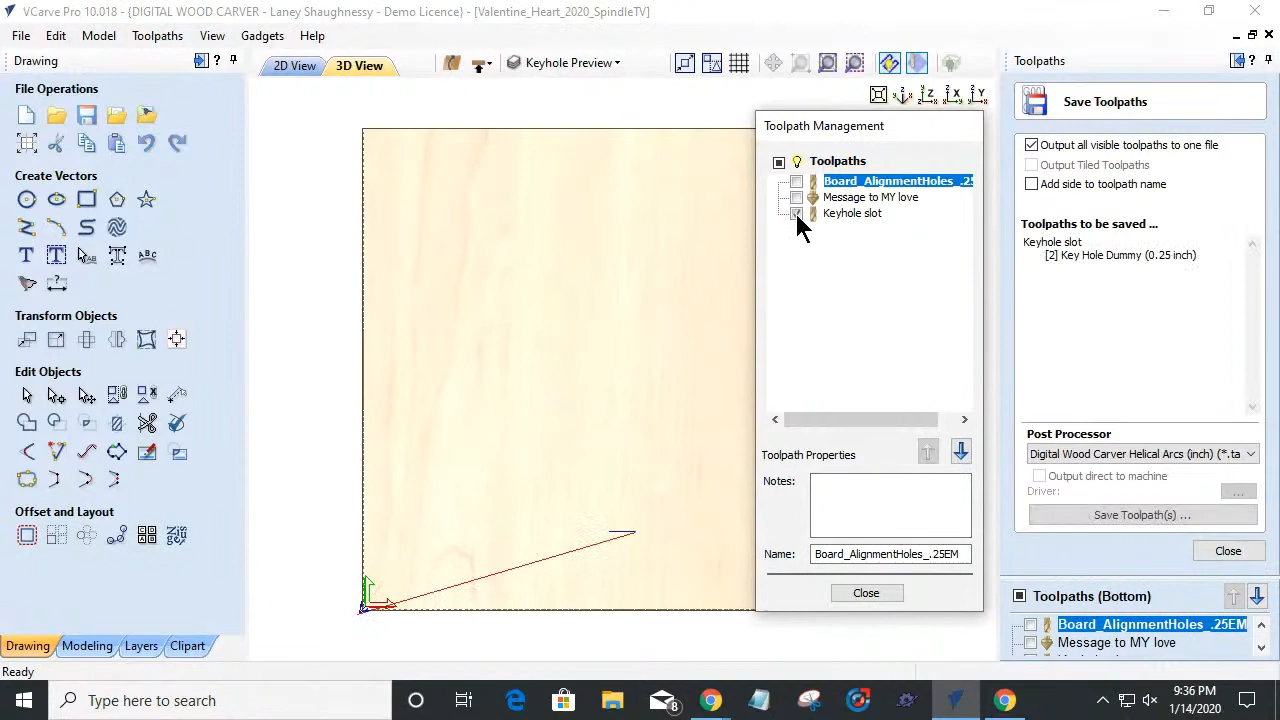 VCarve Pro 10.018 - {DIGITAL WOOD CARVER - Laney Shaughnessy - Demo Licence} - [Valentine_Heart_2020_SpindleTV]
File Edit Model Toolpaths View Gadgets Help
Drawing
File Operations
Create Vectors
Transform Objects
Edit Objects
Offset and Layout
Drawing Modeling Layers Clipart
Ready
2D View 3D View
Keyhole Preview
Z X Y
Toolpath Management
Toolpaths
Board_AlignmentHoles_.25
Message to MY love
Keyhole slot
Toolpath Properties
Notes:
Name: Board_AlignmentHoles_.25EM
Close
Toolpaths
Save Toolpaths
Output all visible toolpaths to one file
Output Tiled Toolpaths
Add side to toolpath name
Toolpaths to be saved ...
Keyhole slot
[2] Key Hole Dummy (0.25 inch)
Post Processor
Digital Wood Carver Helical Arcs (inch) (*.ta
Output direct to machine
Driver: ...
Save Toolpath(s) ...
Close
Toolpaths (Bottom)
Board_AlignmentHoles_.25EM
Message to MY love
Type here to search
8
9:36 PM
1/14/2020